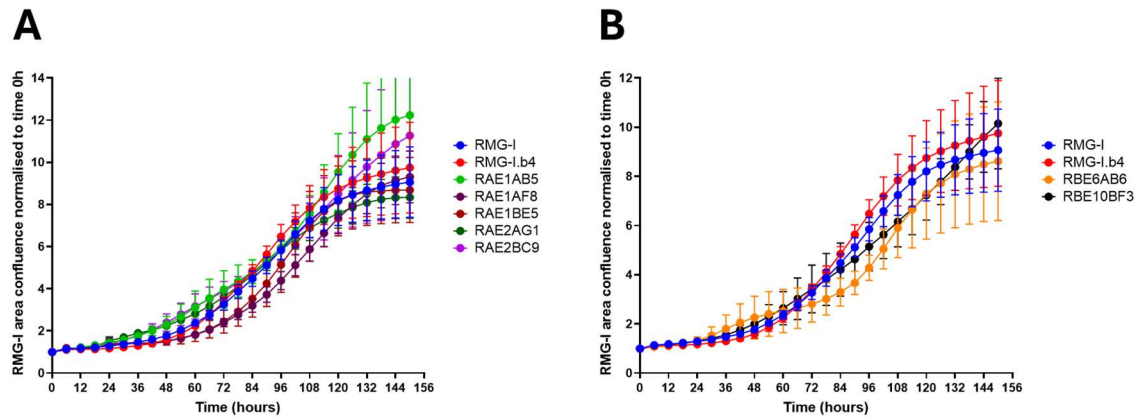 A
RMG-I area confluence normalised to time 0h
14
12
10
8
6
4
2
0
0 12 24 36 48 60 72 84 96 108 120 132 144 156
Time (hours)
RMG-I
RMG-I.b4
RAE1AB5
RAE1AF8
RAE1BE5
RAE2AG1
RAE2BC9
B
RMG-I area confluence normalised to time 0h
12
10
8
6
4
2
0
0 12 24 36 48 60 72 84 96 108 120 132 144 156
Time (hours)
RMG-I
RMG-I.b4
RBE6AB6
RBE10BF3